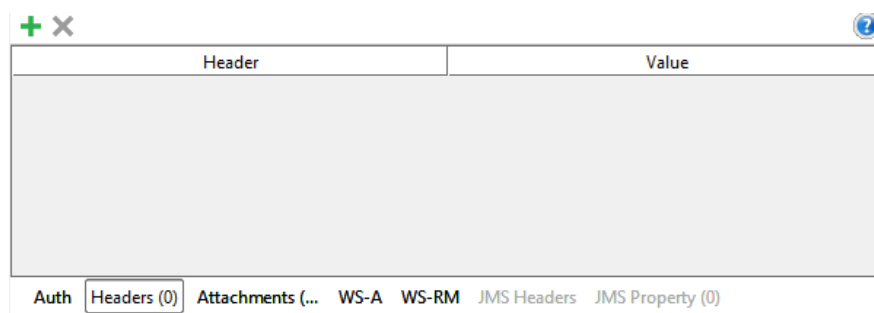 Header Value
Auth Headers (0) Attachments (... WS-A WS-RM JMS Headers JMS Property (0)